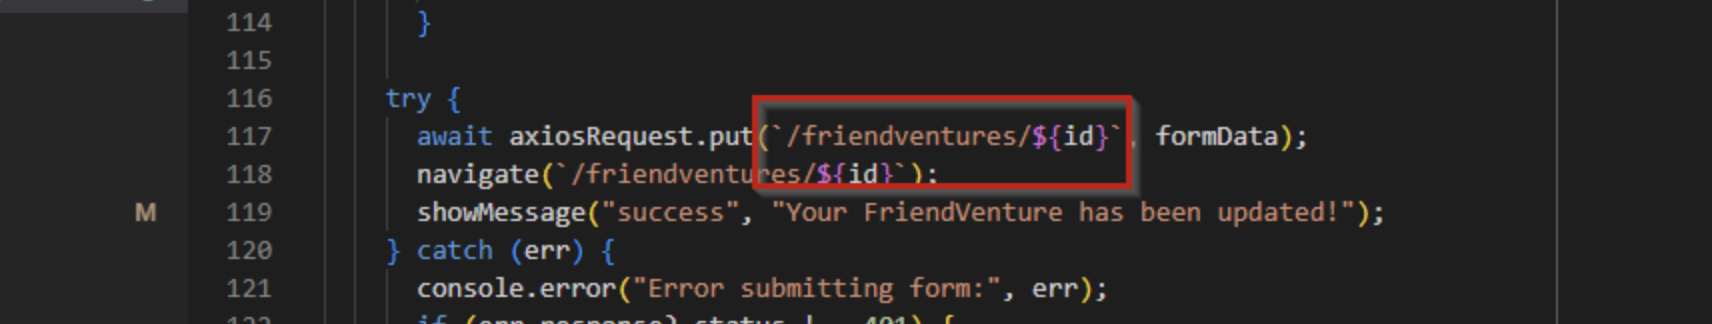 114 }
115
116 try {
117 await axiosRequest.put(`/friendventures/${id}`, formData);
118 navigate(`/friendventures/${id}`);
M 119 showMessage("success", "Your FriendVenture has been updated!");
120 } catch (err) {
121 console.error("Error submitting form:", err);